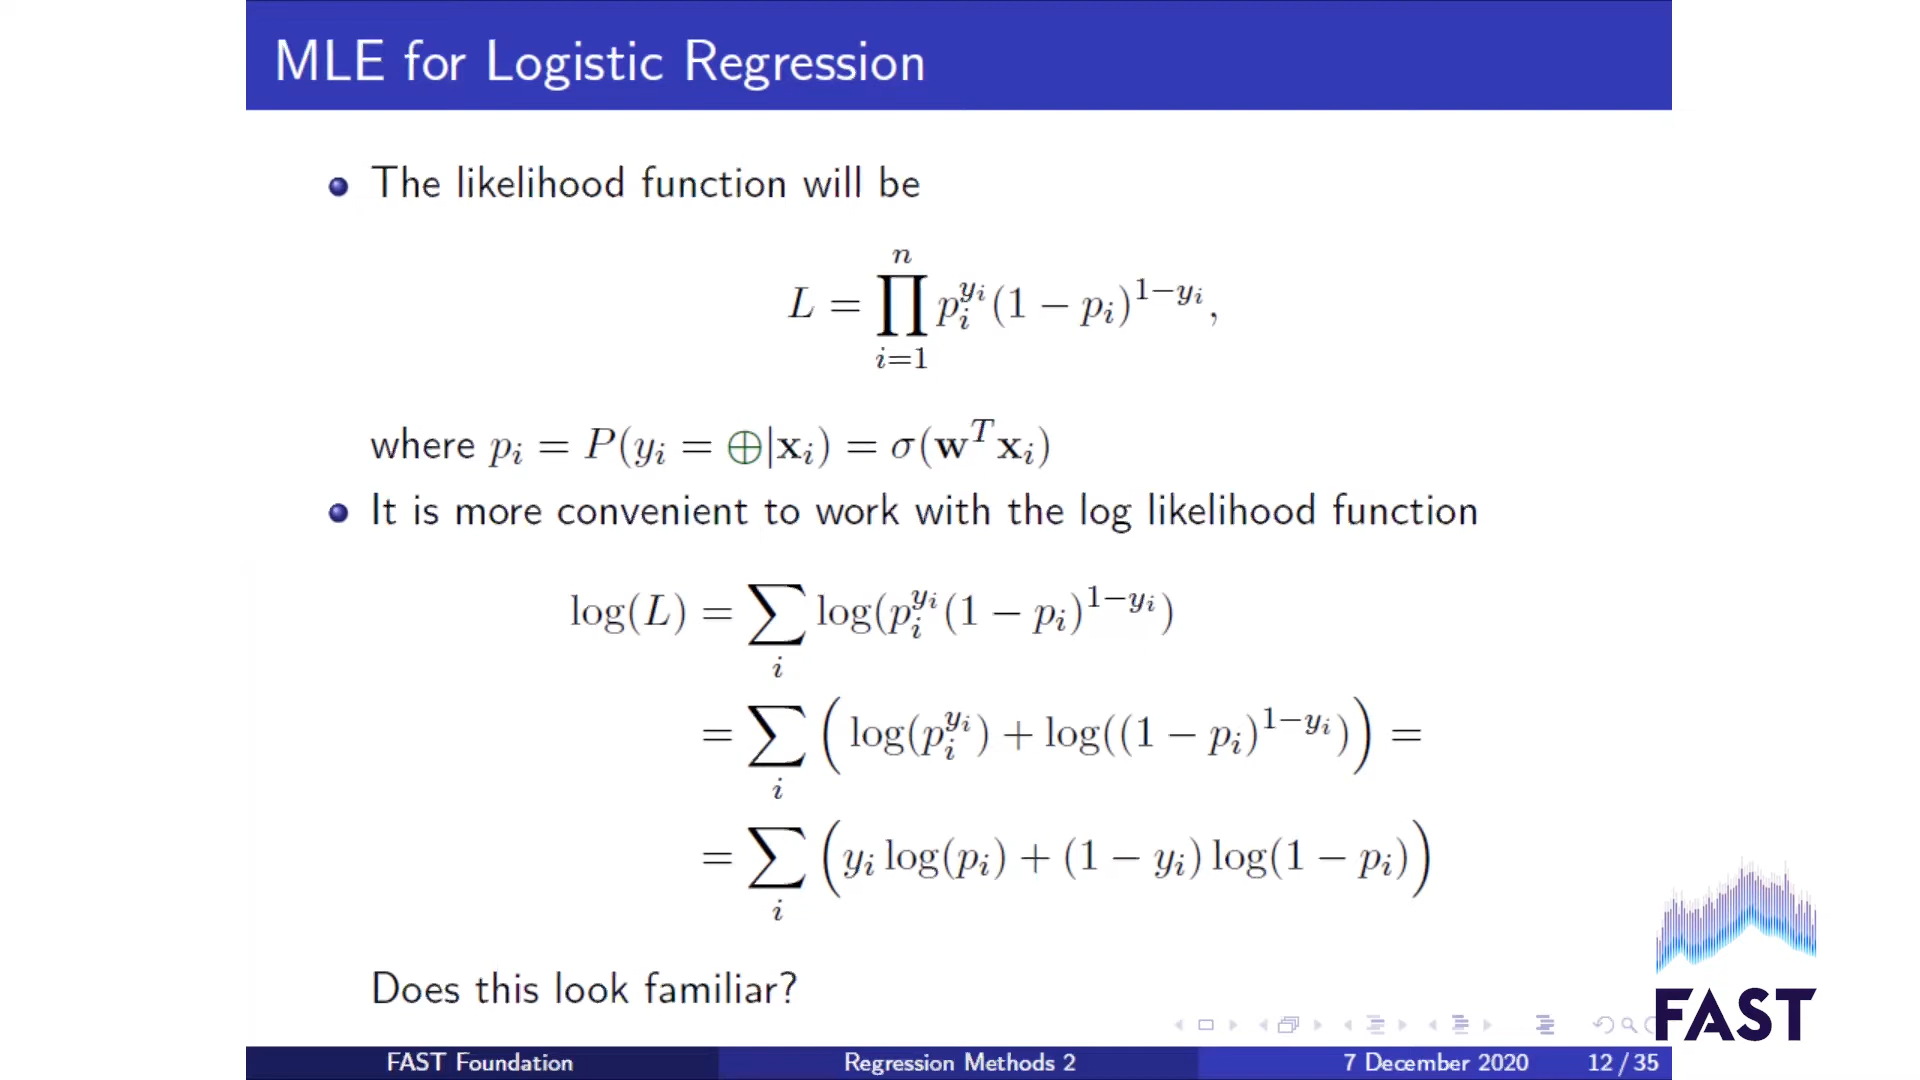 MLE for Logistic Regression
The likelihood function will be
L = ∏_{i=1}^{n} p_i^{y_i} (1 − p_i)^{1−y_i},
where p_i = P(y_i = ⊕|x_i) = σ(w^T x_i)
It is more convenient to work with the log likelihood function
log(L) = ∑_i log(p_i^{y_i} (1 − p_i)^{1−y_i})
= ∑_i ( log(p_i^{y_i}) + log((1 − p_i)^{1−y_i}) ) =
= ∑_i ( y_i log(p_i) + (1 − y_i) log(1 − p_i) )
Does this look familiar?
FAST
FAST Foundation Regression Methods 2 7 December 2020 12 / 35